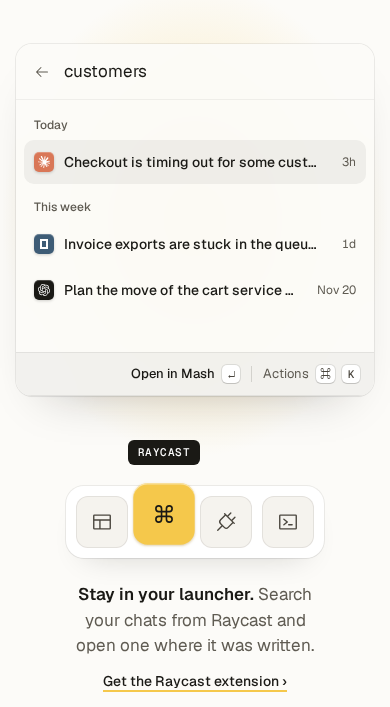 customers
Today
Checkout is timing out for some cust... 3h
This week
Invoice exports are stuck in the queu... 1d
Plan the move of the cart service ... Nov 20
Open in Mash ↵ Actions ⌘ K
RAYCAST
Stay in your launcher. Search
your chats from Raycast and
open one where it was written.
Get the Raycast extension ›